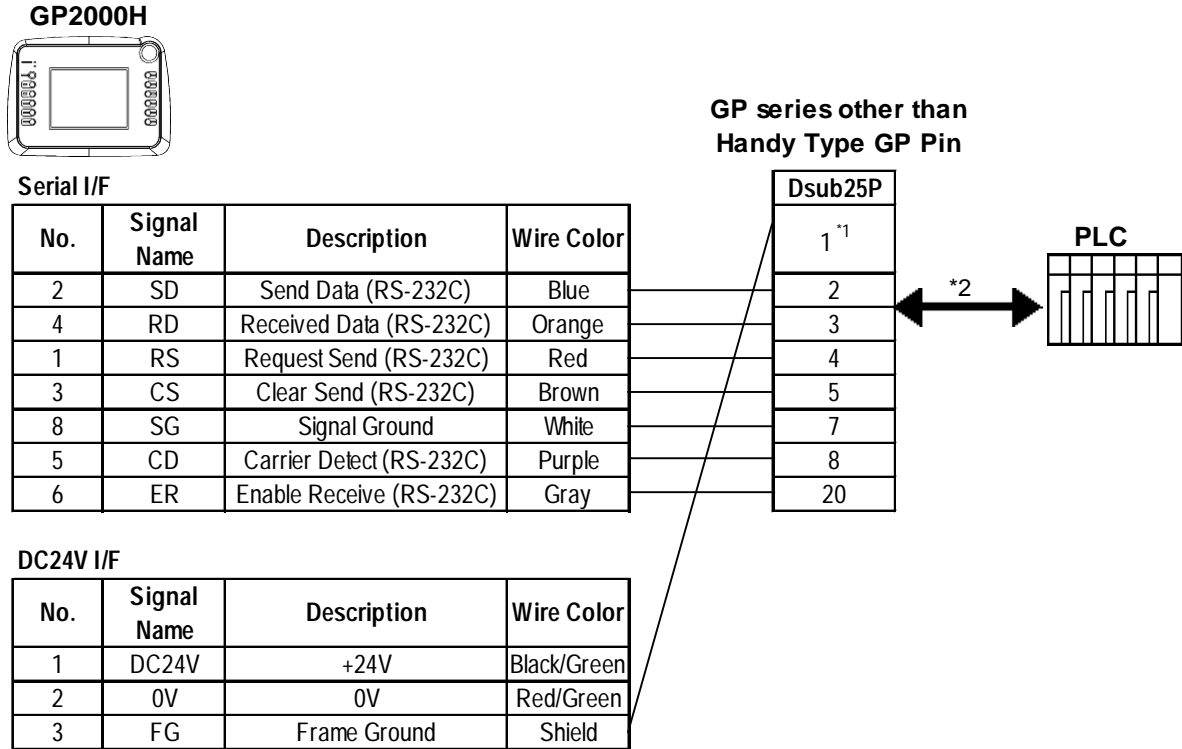 GP2000H
GP series other than
Handy Type GP Pin
Serial I/F
Dsub25P
No. Signal Name Description Wire Color
1 *1
PLC
2 SD Send Data (RS-232C) Blue 2
*2
4 RD Received Data (RS-232C) Orange 3
1 RS Request Send (RS-232C) Red 4
3 CS Clear Send (RS-232C) Brown 5
8 SG Signal Ground White 7
5 CD Carrier Detect (RS-232C) Purple 8
6 ER Enable Receive (RS-232C) Gray 20
DC24V I/F
No. Signal Name Description Wire Color
1 DC24V +24V Black/Green
2 0V 0V Red/Green
3 FG Frame Ground Shield